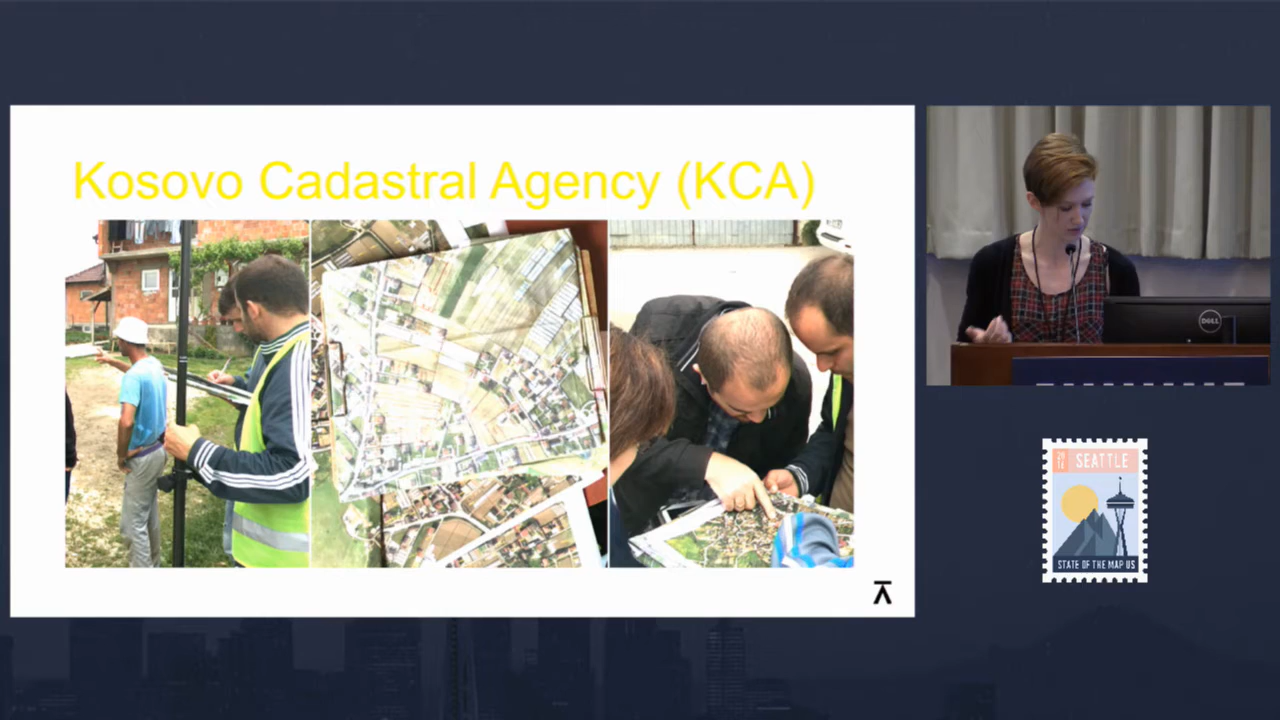 Kosovo Cadastral Agency (KCA)
DELL
SEATTLE
STATE OF THE MAP US